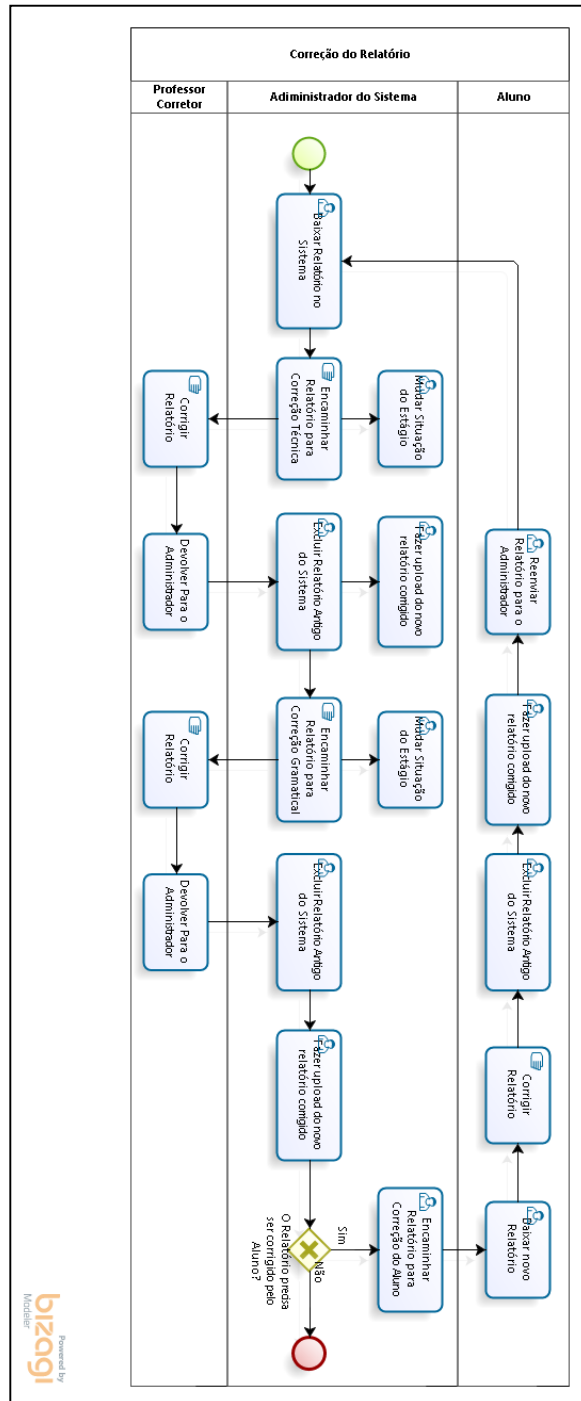 Correção do Relatório
Professor
Corretor
Adiministrador do Sistema
Aluno
Baixar Relatório no
Sistema
Encaminhar
Relatório para
Correção Técnica
Mudar Situação
do Estágio
Corrigir
Relatório
Devolver Para o
Administrador
Excluir Relatório Antigo
do Sistema
Fazer upload do novo
relatório corrigido
Reenviar
Relatório para o
Administrador
Encaminhar
Relatório para
Correção Gramatical
Mudar Situação
do Estágio
Corrigir
Relatório
Fazer upload do novo
relatório corrigido
Devolver Para o
Administrador
Excluir Relatório Antigo
do Sistema
Excluir Relatório Antigo
do Sistema
Fazer upload do novo
relatório corrigido
Corrigir
Relatório
Encaminhar
Relatório para
Correção do Aluno
Baixar novo
Relatório
Sim
Não
O Relatório precisa
ser corrigido pelo
Aluno?
Powered by
bizagi
Modeler